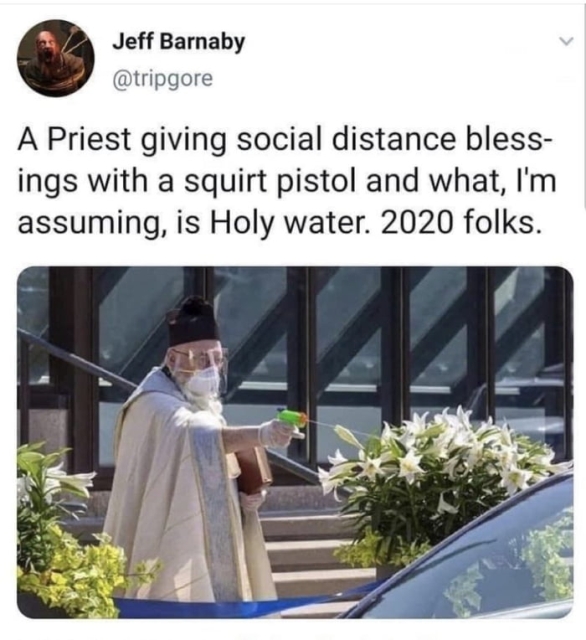 Jeff Barnaby
@tripgore
A Priest giving social distance bless-
ings with a squirt pistol and what, I'm
assuming, is Holy water. 2020 folks.